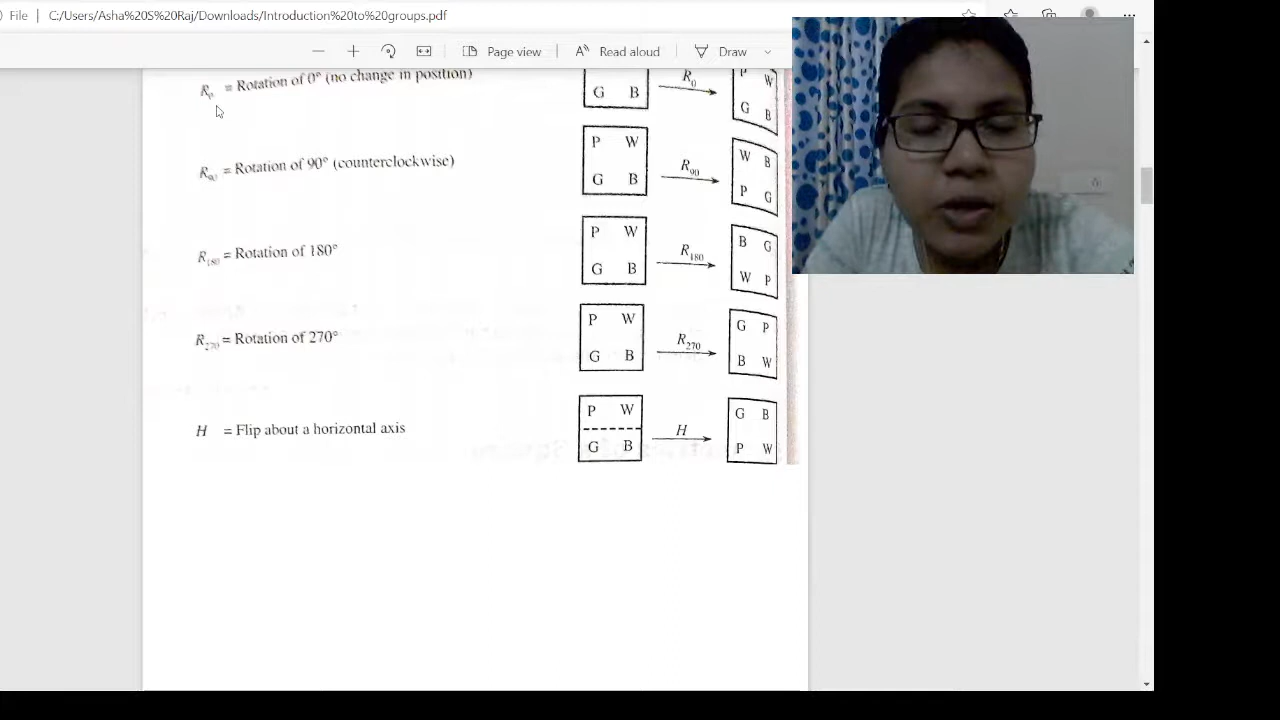 File | C:/Users/Asha%20S%20Raj/Downloads/Introduction%20to%20groups.pdf
Page view | Read aloud | Draw
R0 = Rotation of 0° (no change in position)
G B R0 P W
G B
R90 = Rotation of 90° (counterclockwise)
P W
G B R90 W B
P G
R180 = Rotation of 180°
P W
G B R180 B G
W P
R270 = Rotation of 270°
P W
G B R270 G P
B W
H = Flip about a horizontal axis
P W
G B H G B
P W